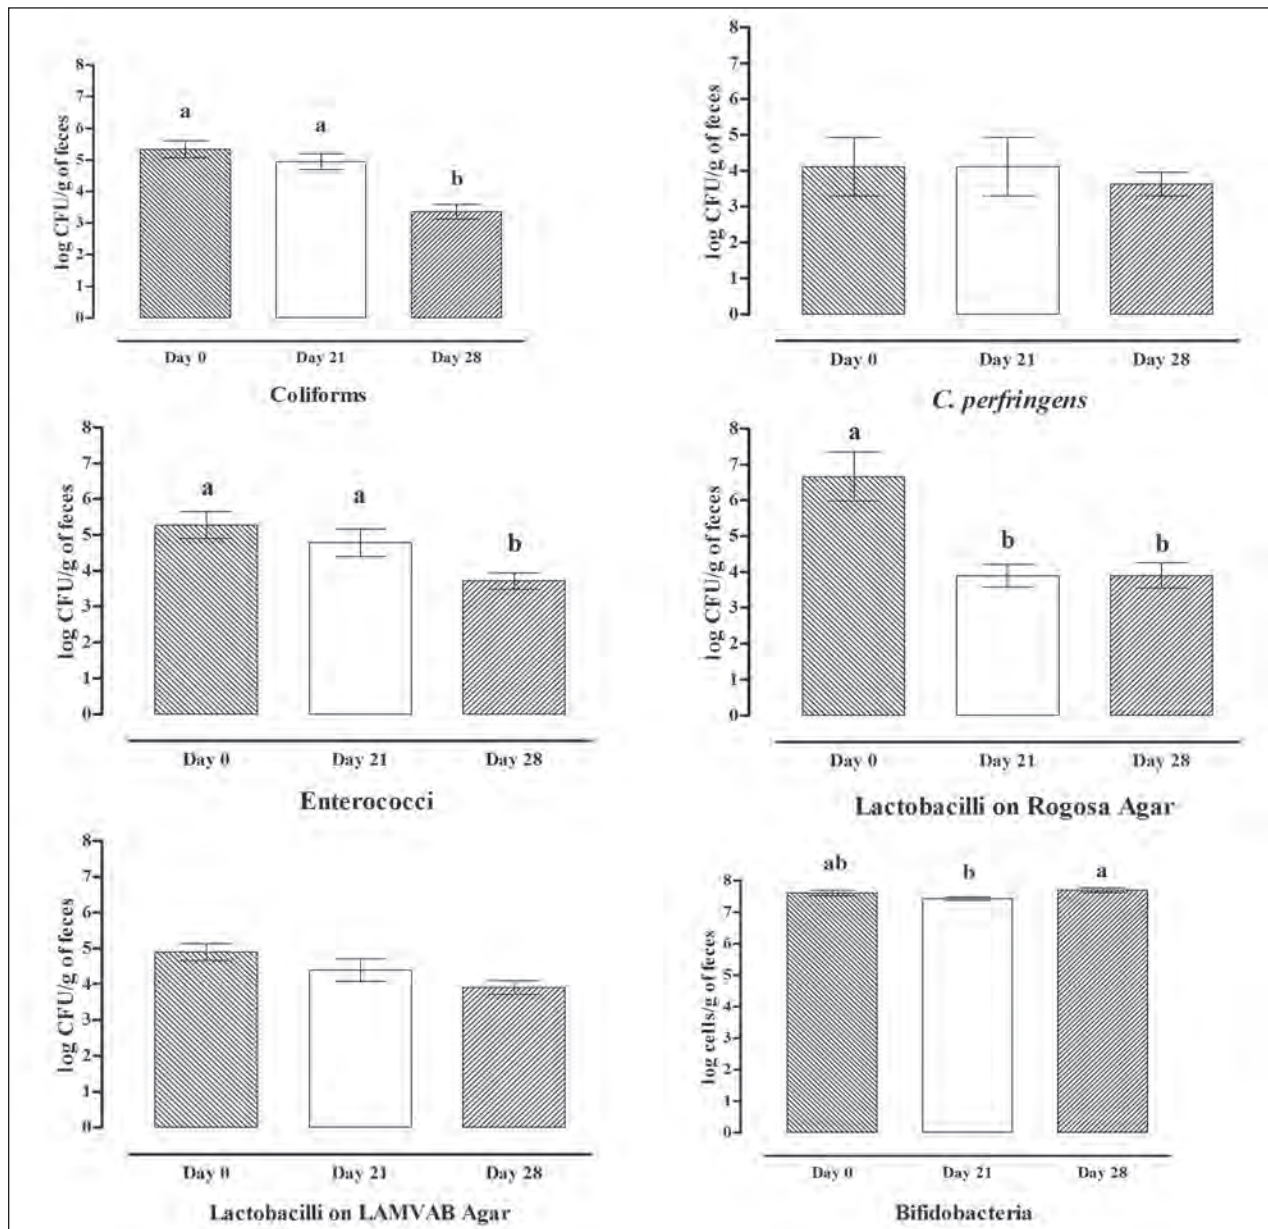 8
7
6
5
4
3
2
1
0
log CFU/g of feces
a
a
b
Day 0 Day 21 Day 28
Coliforms
8
7
6
5
4
3
2
1
0
log CFU/g of feces
Day 0 Day 21 Day 28
C. perfringens
8
7
6
5
4
3
2
1
0
log CFU/g of feces
a
a
b
Day 0 Day 21 Day 28
Enterococci
8
7
6
5
4
3
2
1
0
log CFU/g of feces
a
b
b
Day 0 Day 21 Day 28
Lactobacilli on Rogosa Agar
8
7
6
5
4
3
2
1
0
log CFU/g of feces
Day 0 Day 21 Day 28
Lactobacilli on LAMVAB Agar
8
7
6
5
4
3
2
1
0
log cells/g of feces
ab
b
a
Day 0 Day 21 Day 28
Bifidobacteria